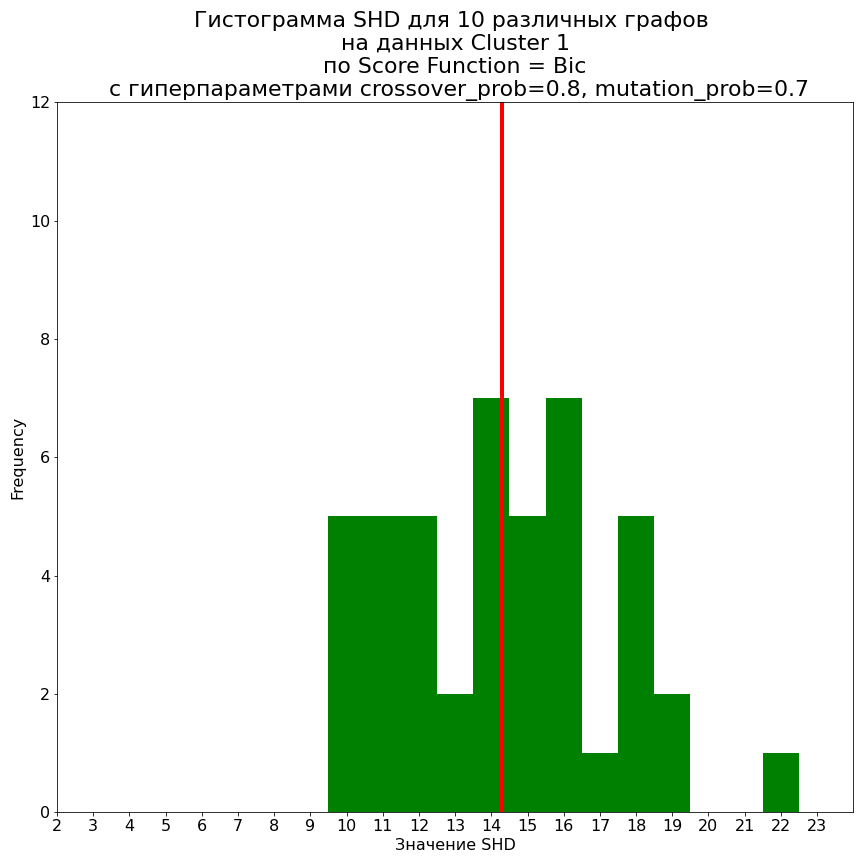 Гистограмма SHD для 10 различных графов
на данных Cluster 1
по Score Function = Bic
с гиперпараметрами crossover_prob=0.8, mutation_prob=0.7
12
10
8
6
4
2
0
Frequency
2 3 4 5 6 7 8 9 10 11 12 13 14 15 16 17 18 19 20 21 22 23
Значение SHD